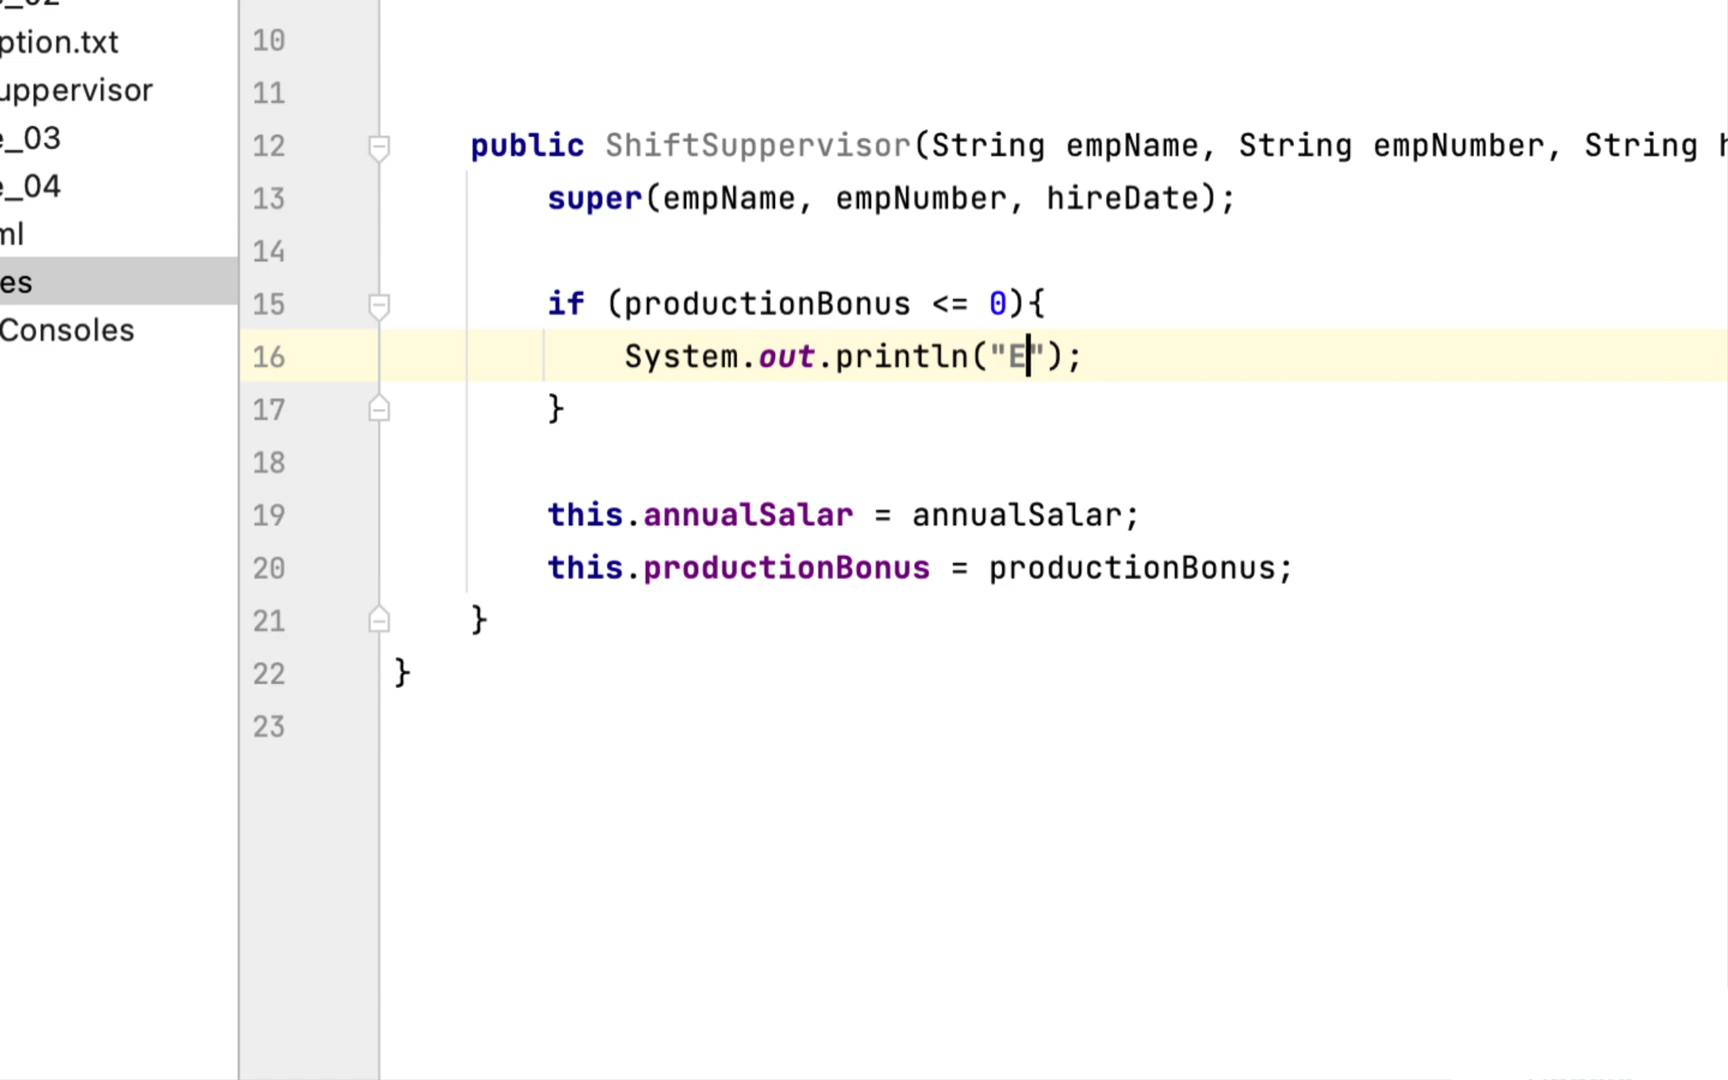 ption.txt
uppervisor
e_03
e_04
ml
es
Consoles
10
11
12 public ShiftSuppervisor(String empName, String empNumber, String h
13 super(empName, empNumber, hireDate);
14
15 if (productionBonus <= 0){
16 System.out.println("E");
17 }
18
19 this.annualSalar = annualSalar;
20 this.productionBonus = productionBonus;
21 }
22 }
23